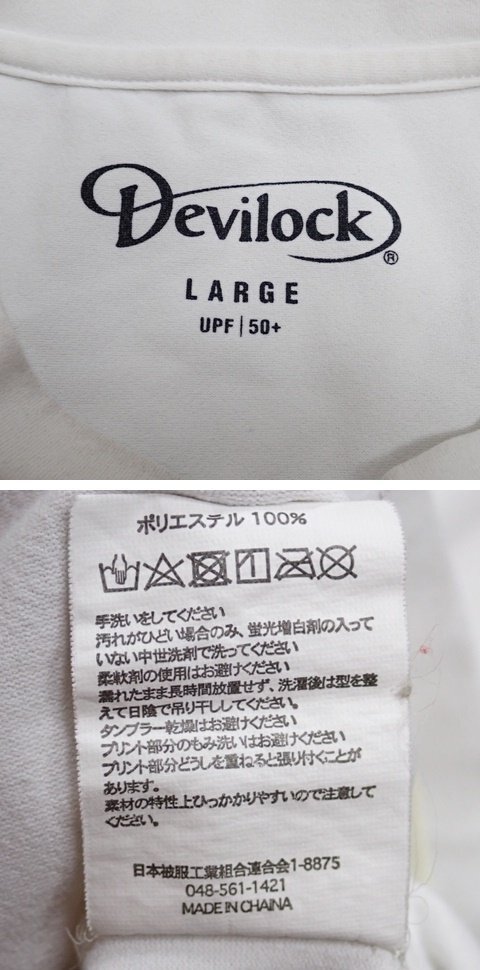 Devilock®
LARGE
UPF|50+
ポリエステル 100%
手洗いをしてください
汚れがひどい場合のみ、蛍光増白剤の入って
いない中世洗剤で洗ってください
柔軟剤の使用はお避けください
濡れたまま長時間放置せず、洗濯後は型を整
えて日陰で吊り干ししてください。
タンブラー乾燥はお避けください
プリント部分のもみ洗いはお避けください
プリント部分どうしを重ねると張り付くことが
あります。
素材の特性上ひっかかりやすいので注意して
ください。
日本被服工業組合連合会1-8875
048-561-1421
MADE IN CHAINA